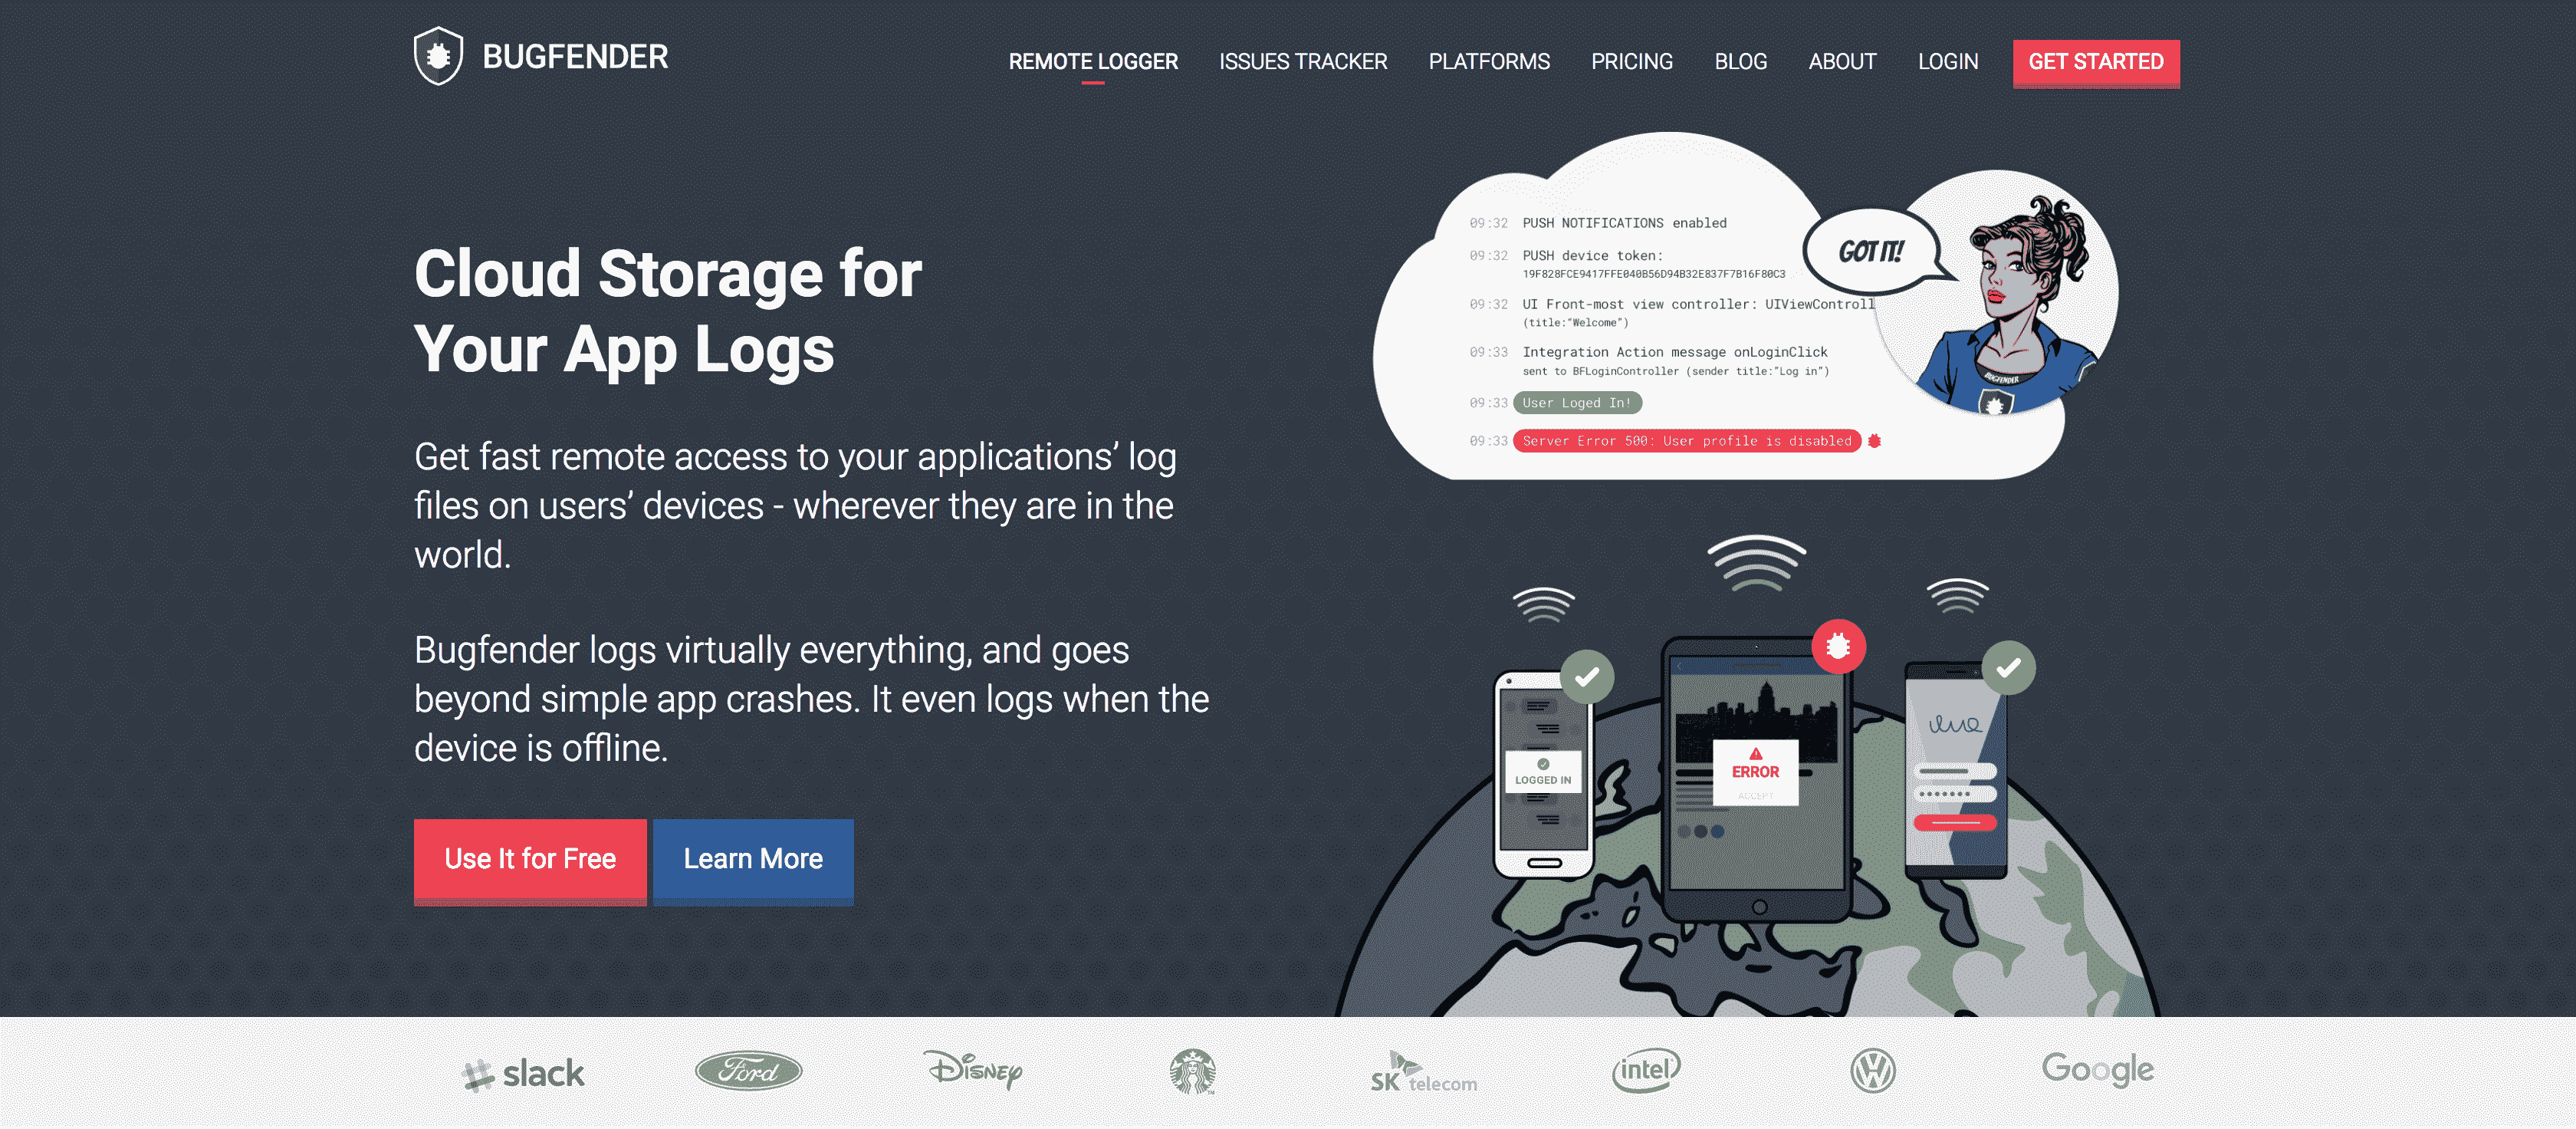 BUGFENDER
REMOTE LOGGER
ISSUES TRACKER
PLATFORMS
PRICING
BLOG
ABOUT
LOGIN
GET STARTED
Cloud Storage for
Your App Logs
Get fast remote access to your applications’ log
files on users’ devices - wherever they are in the
world.
Bugfender logs virtually everything, and goes
beyond simple app crashes. It even logs when the
device is offline.
Use It for Free
Learn More
09:32 PUSH NOTIFICATIONS enabled
09:32 PUSH device token:
19F828FCE9417FFE040B56D94B32E837F7B16F80C3
09:32 UI Front-most view controller: UIViewControll
(title:“Welcome”)
09:33 Integration Action message onLoginClick
sent to BFLoginController (sender title:“Log in”)
09:33 User Loged In!
09:33 Server Error 500: User profile is disabled
GOT IT!
BUGFENDER
LOGGED IN
ERROR
ACCEPT
slack
Ford
Disney
SK telecom
intel
VW
Google